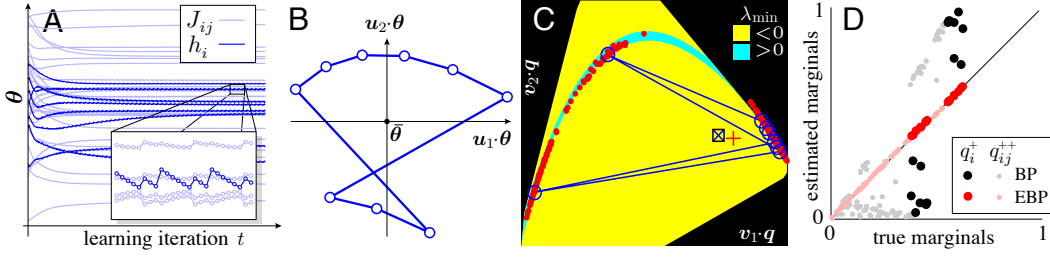 A
J_ij
h_i
θ
learning iteration t
B
u_2·θ
u_1·θ
θ̄
C
λ_min
< 0
> 0
v_2·q
v_1·q
D
1
estimated marginals
0
q_i^+ q_ij^++
BP
EBP
0
true marginals
1